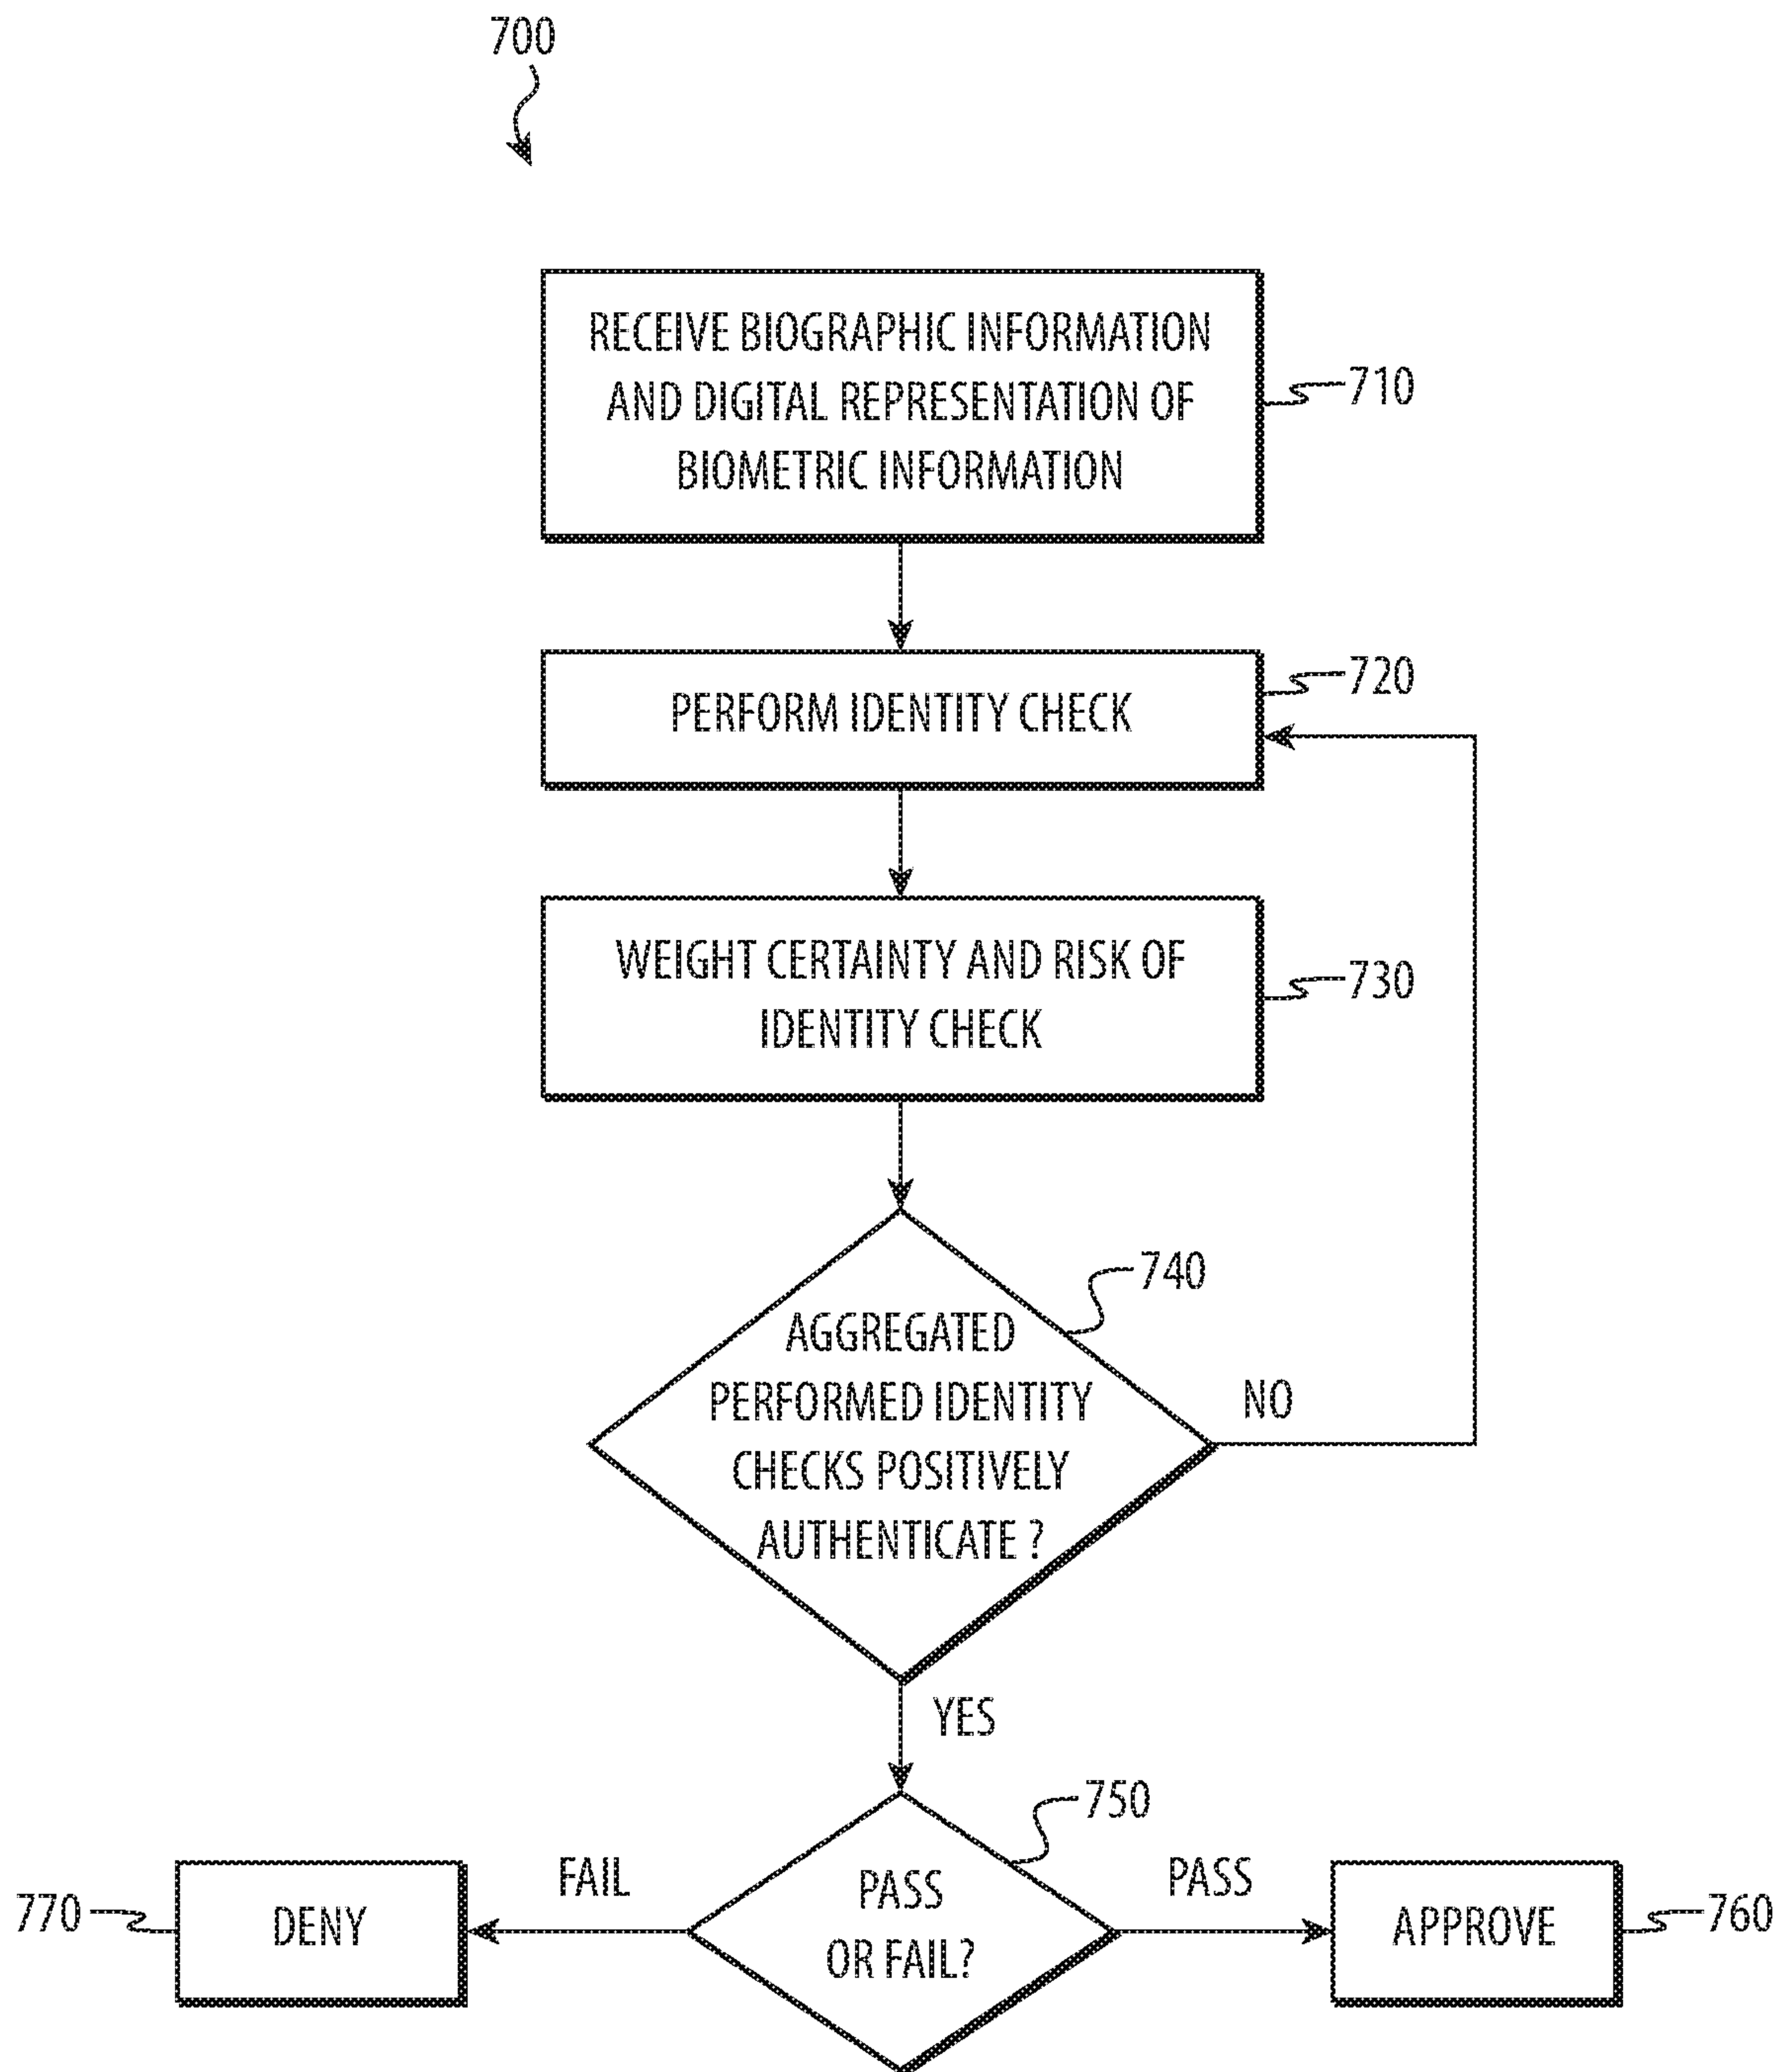 700
RECEIVE BIOGRAPHIC INFORMATION
AND DIGITAL REPRESENTATION OF
BIOMETRIC INFORMATION
710
PERFORM IDENTITY CHECK
720
WEIGHT CERTAINTY AND RISK OF
IDENTITY CHECK
730
740
AGGREGATED
PERFORMED IDENTITY
CHECKS POSITIVELY
AUTHENTICATE ?
NO
YES
750
PASS
OR FAIL?
FAIL
PASS
770
DENY
APPROVE
760